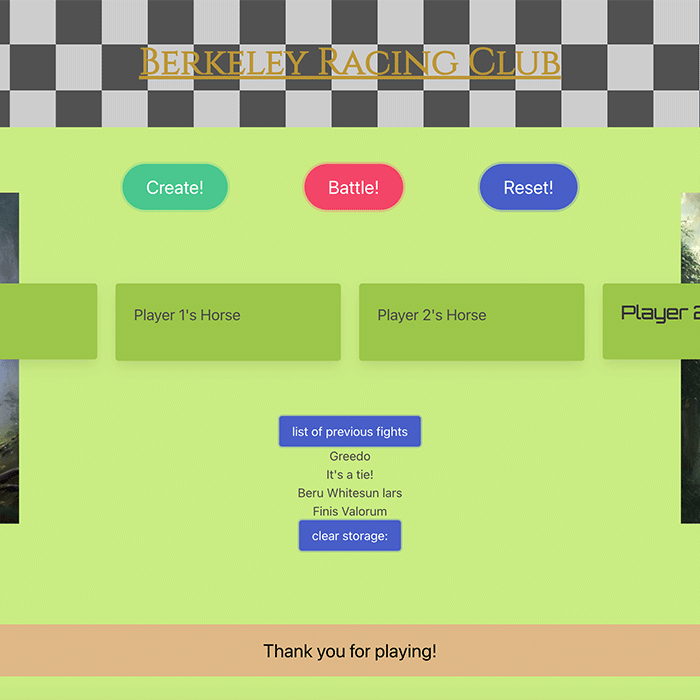 Berkeley Racing Club
Create!
Battle!
Reset!
Player 1's Horse
Player 2's Horse
Player
list of previous fights
Greedo
It's a tie!
Beru Whitesun lars
Finis Valorum
clear storage:
Thank you for playing!